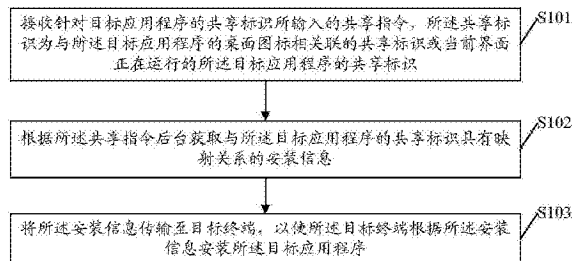 接收针对目标应用程序的共享标识所输入的共享指令，所述共享标
识为与所述目标应用程序的桌面图标相关联的共享标识或当前界面
正在运行的所述目标应用程序的共享标识
S101
根据所述共享指令后台获取与所述目标应用程序的共享标识具有映
射关系的安装信息
S102
将所述安装信息传输至目标终端，以使所述目标终端根据所述安装
信息安装所述目标应用程序
S103